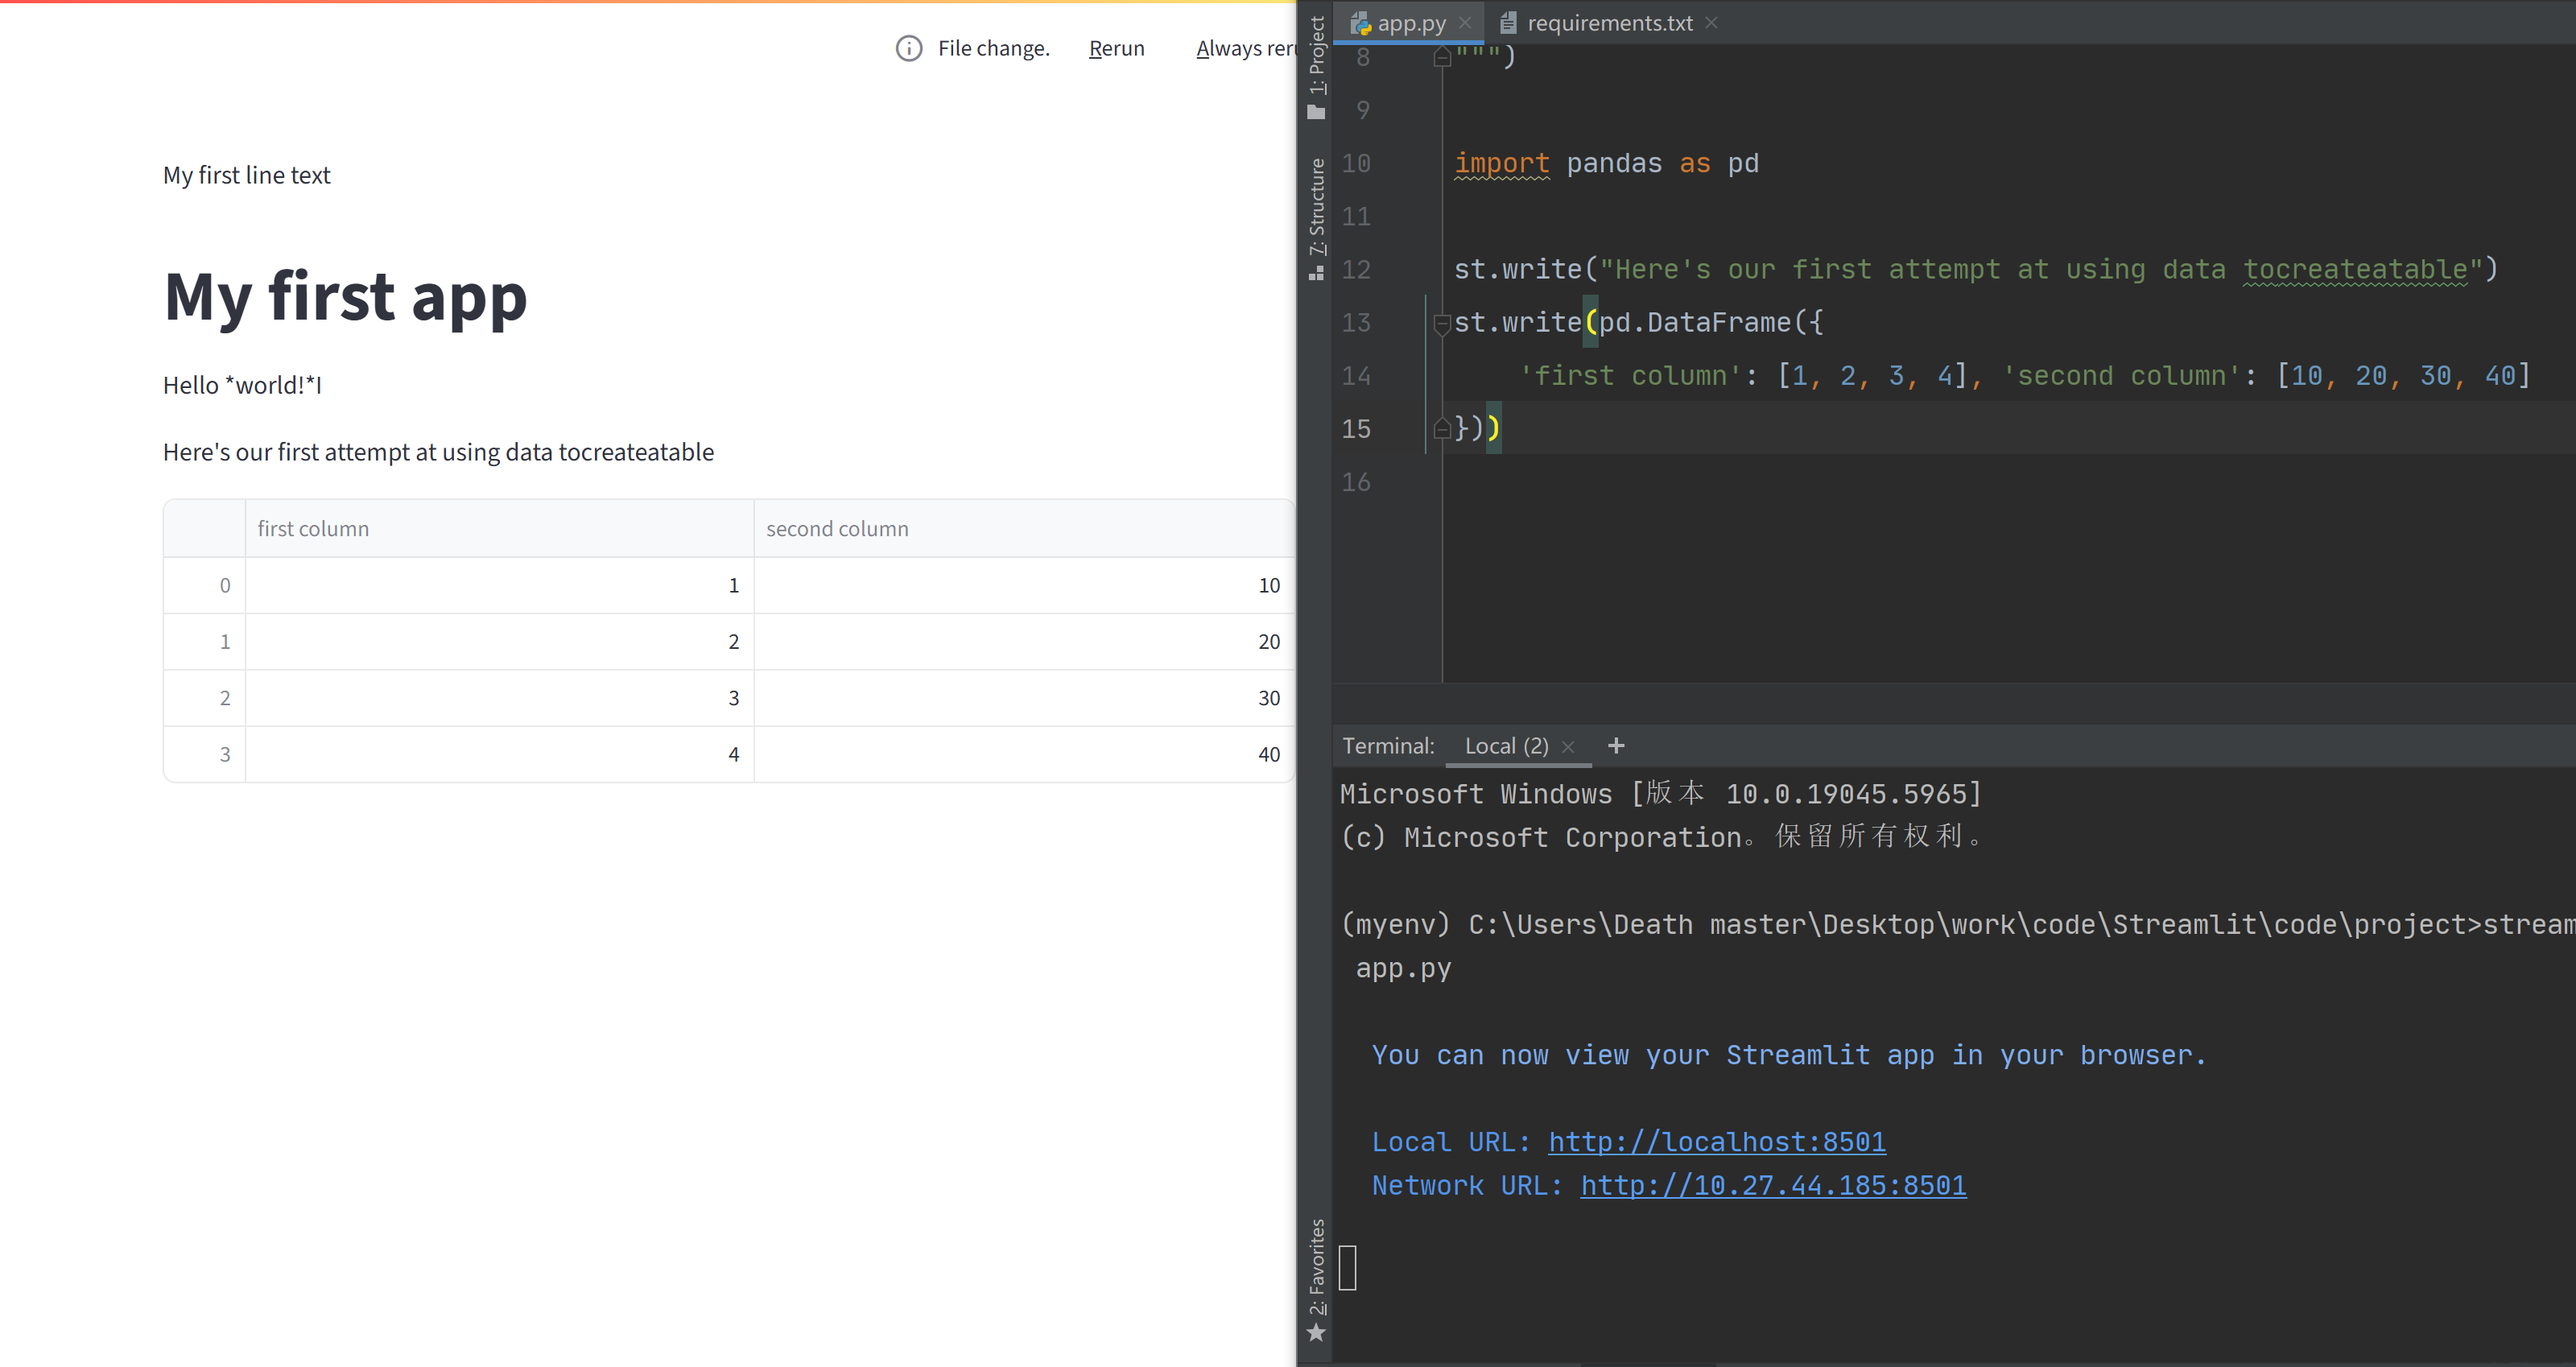 File change. Rerun Always reru
My first line text
My first app
Hello *world!*I
Here's our first attempt at using data tocreateatable
first column second column
0 1 10
1 2 20
2 3 30
3 4 40
1: Project
7: Structure
2: Favorites
app.py requirements.txt
8 """)
9
10 import pandas as pd
11
12 st.write("Here's our first attempt at using data tocreateatable")
13 st.write(pd.DataFrame({
14 'first column': [1, 2, 3, 4], 'second column': [10, 20, 30, 40]
15 }))
16
Terminal: Local (2) +
Microsoft Windows [版本 10.0.19045.5965]
(c) Microsoft Corporation。保留所有权利。
(myenv) C:\Users\Death master\Desktop\work\code\Streamlit\code\project>stream
app.py
You can now view your Streamlit app in your browser.
Local URL: http://localhost:8501
Network URL: http://10.27.44.185:8501